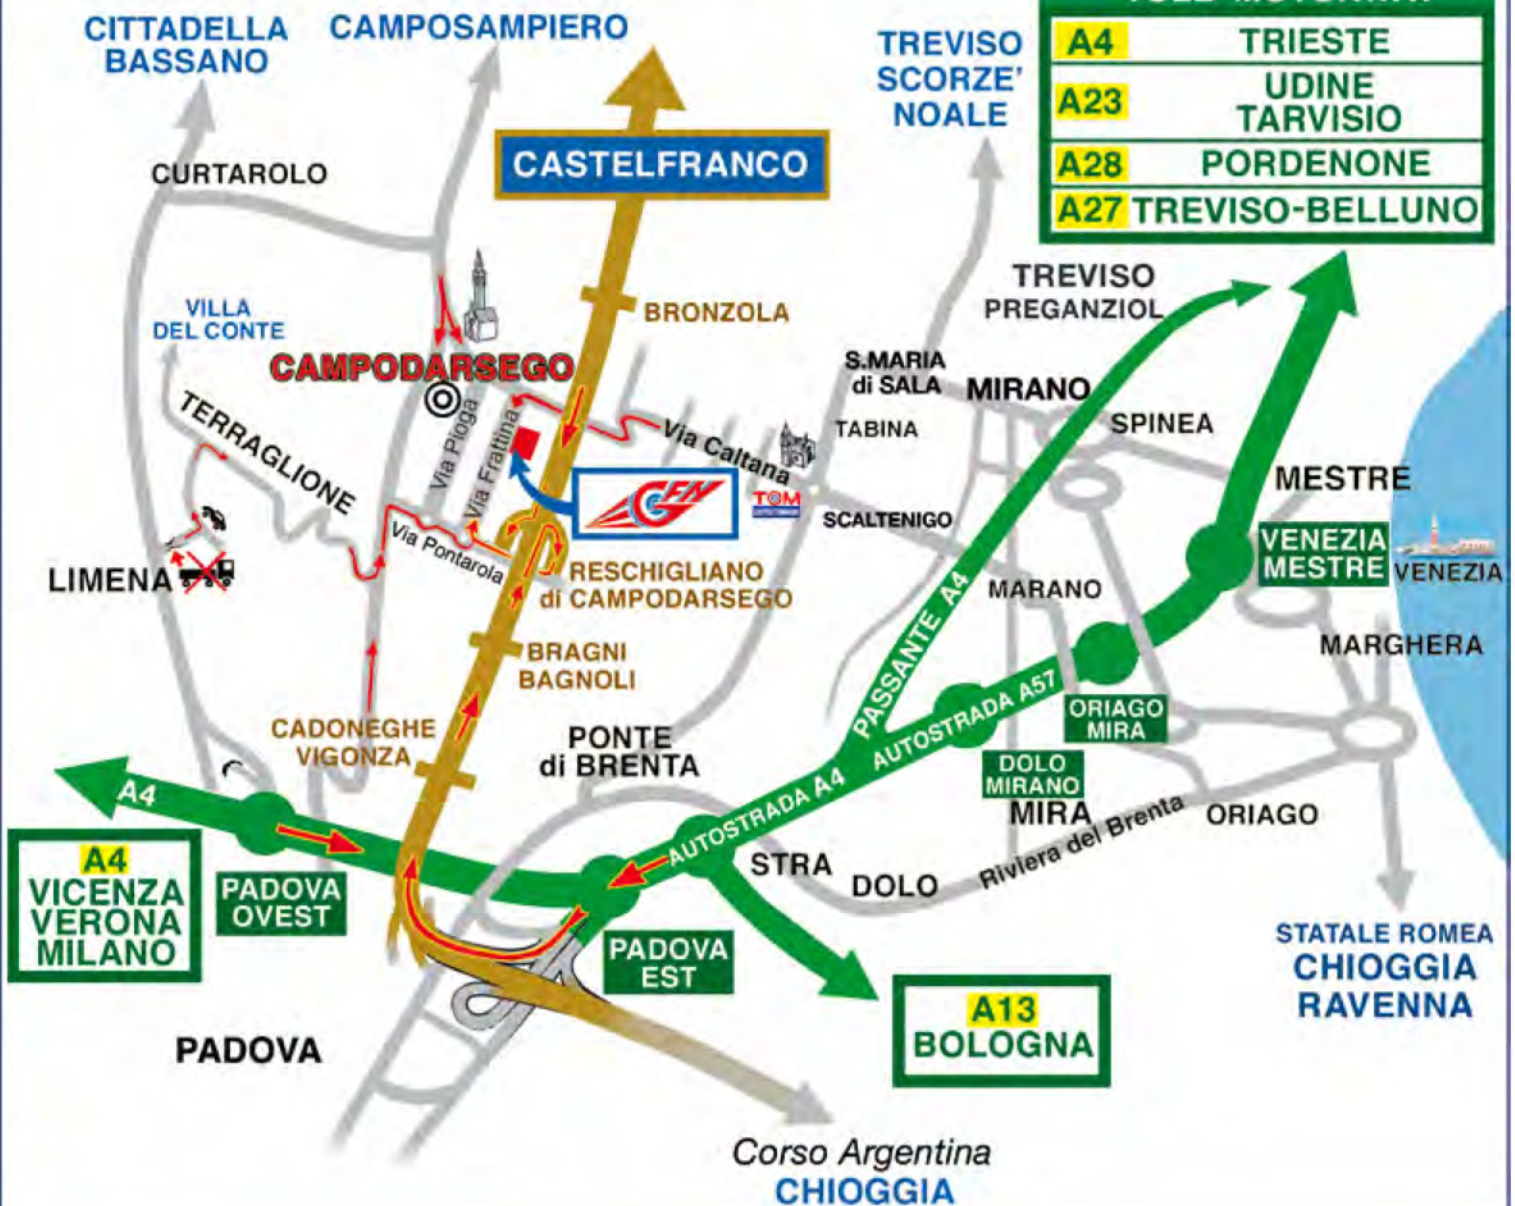 CITTADELLA
BASSANO
CAMPOSAMPIERO
TREVISO
SCORZE'
NOALE
A4 TRIESTE
A23 UDINE
TARVISIO
A28 PORDENONE
A27 TREVISO-BELLUNO
CASTELFRANCO
CURTAROLO
TREVISO
PREGANZIOL
BRONZOLA
VILLA
DEL CONTE
CAMPODARSEGO
S.MARIA
di SALA
MIRANO
SPINEA
TABINA
TERRAGLIONE
Via Pioga
Via Frattina
Via Caltana
MESTRE
GFN
TOM
SCALTENIGO
Via Pontarola
VENEZIA
MESTRE
VENEZIA
LIMENA
RESCHIGLIANO
di CAMPODARSEGO
MARANO
PASSANTE A4
MARGHERA
BRAGNI
BAGNOLI
AUTOSTRADA A57
ORIAGO
MIRA
CADONEGHE
VIGONZA
PONTE
di BRENTA
DOLO
MIRANO
MIRA
A4
AUTOSTRADA A4
Riviera del Brenta
ORIAGO
A4
VICENZA
VERONA
MILANO
PADOVA
OVEST
STRA
DOLO
PADOVA
EST
STATALE ROMEA
CHIOGGIA
RAVENNA
A13
BOLOGNA
PADOVA
Corso Argentina
CHIOGGIA